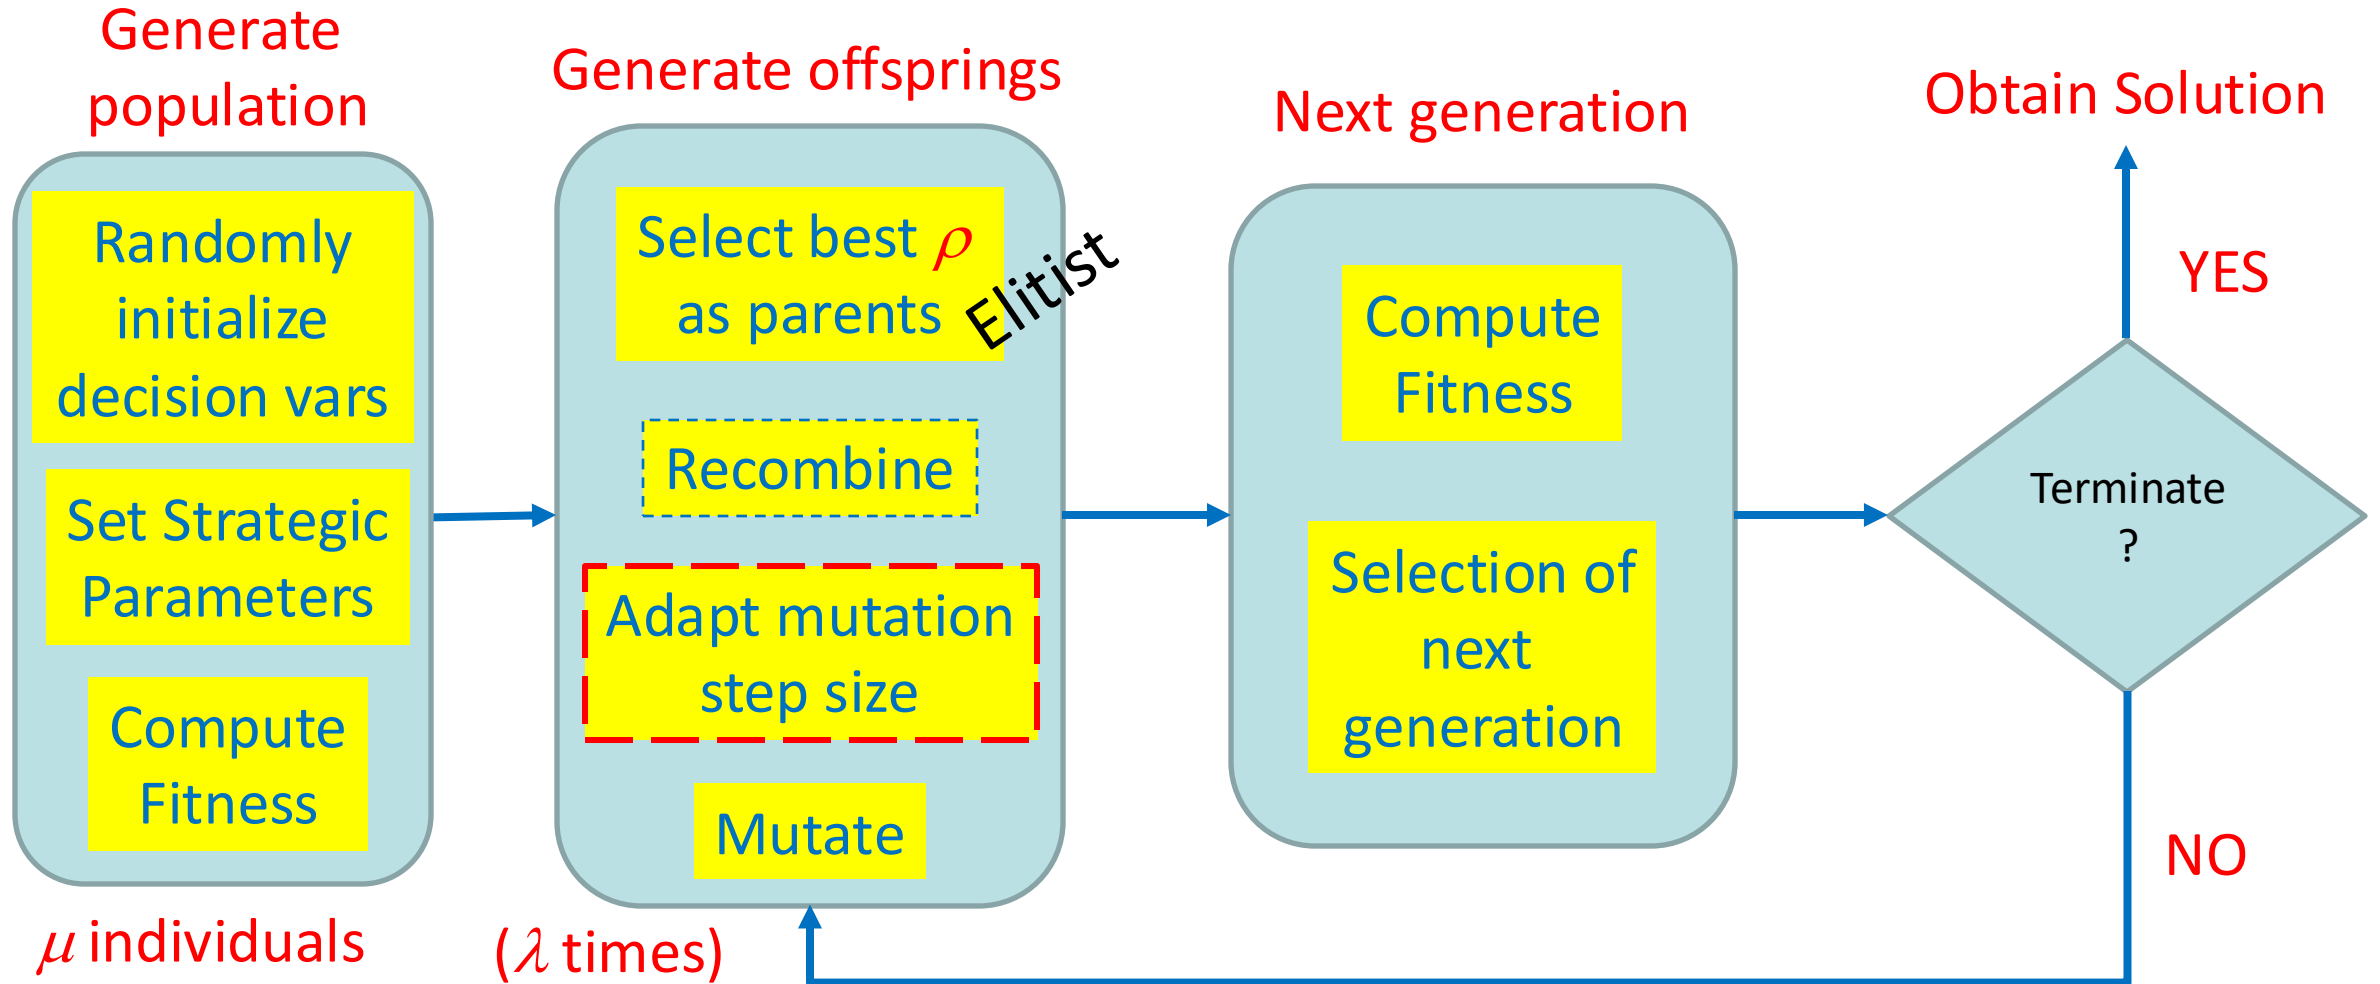 Generate
population
Randomly
initialize
decision vars
Set Strategic
Parameters
Compute
Fitness
μ individuals
Generate offsprings
Select best ρ
as parents
Elitist
Recombine
Adapt mutation
step size
Mutate
(λ times)
Next generation
Compute
Fitness
Selection of
next
generation
Obtain Solution
YES
Terminate
?
NO